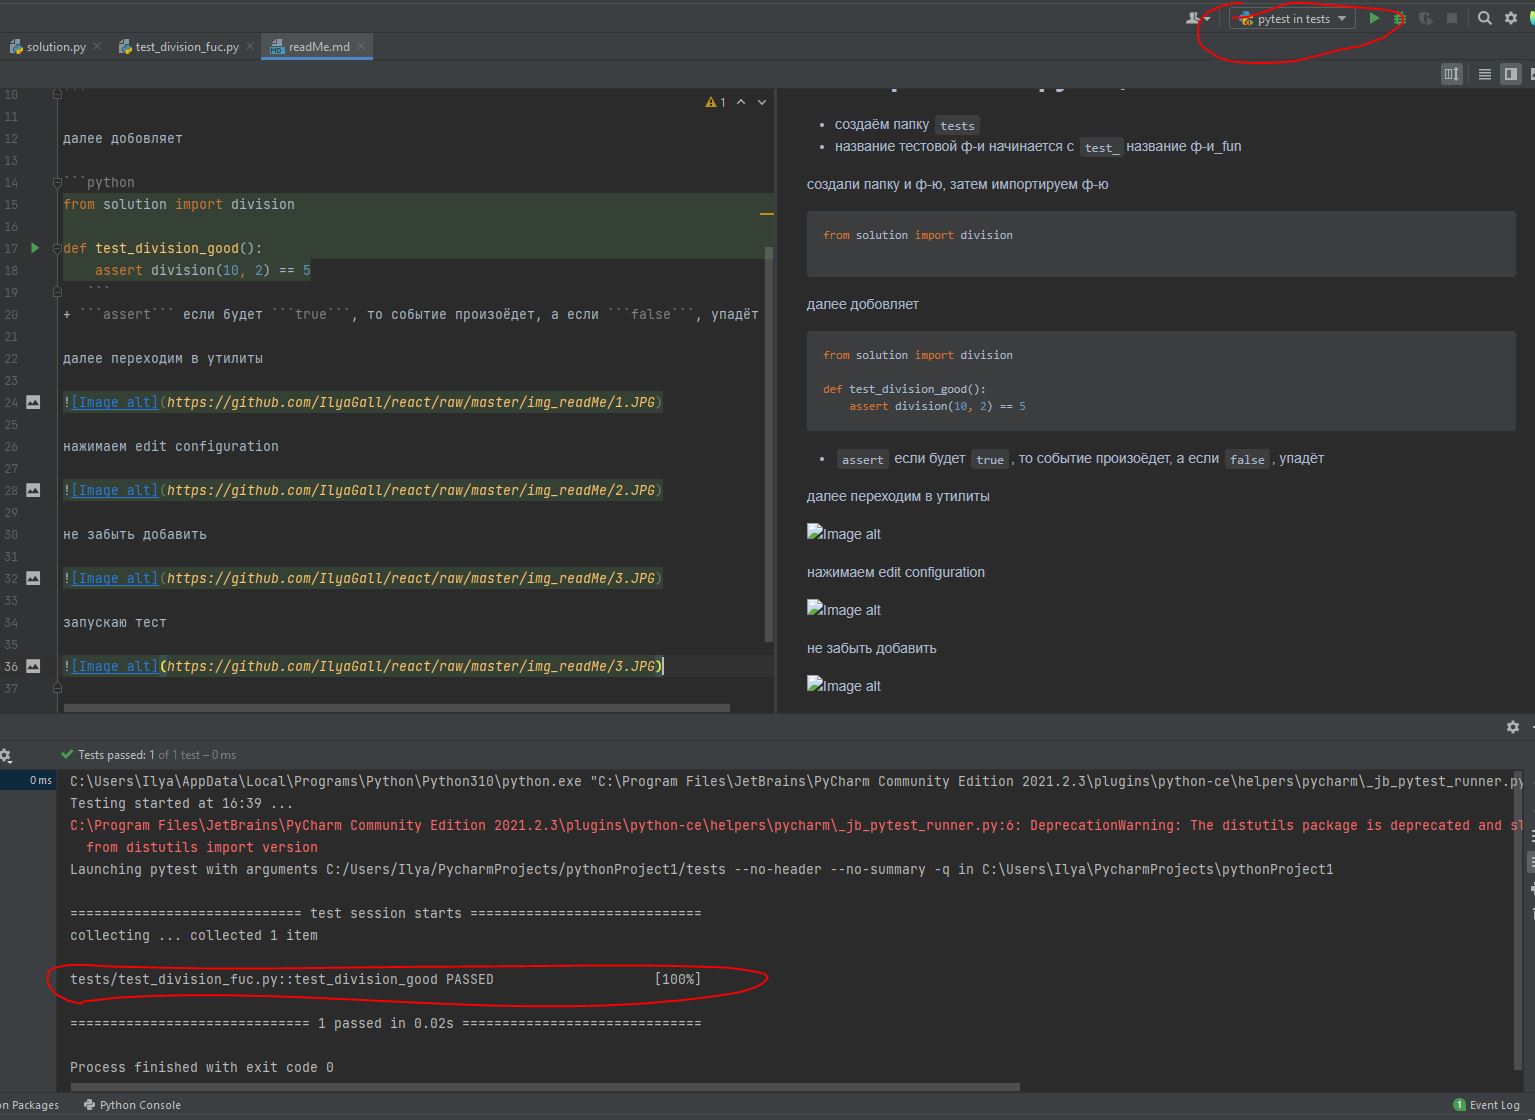 pytest in tests
solution.py test_division_fuc.py readMe.md
1
10 ```
11
12 далее добовляет
13
14 ```python
15 from solution import division
16
17 def test_division_good():
18 assert division(10, 2) == 5
19 ```
20 + ```assert``` если будет ```true```, то событие произоёдет, а если ```false```, упадёт
21
22 далее переходим в утилиты
23
24 ![Image alt](https://github.com/IlyaGall/react/raw/master/img_readMe/1.JPG)
25
26 нажимаем edit configuration
27
28 ![Image alt](https://github.com/IlyaGall/react/raw/master/img_readMe/2.JPG)
29
30 не забыть добавить
31
32 ![Image alt](https://github.com/IlyaGall/react/raw/master/img_readMe/3.JPG)
33
34 запускаю тест
35
36 ![Image alt](https://github.com/IlyaGall/react/raw/master/img_readMe/3.JPG)
37
создаём папку tests
название тестовой ф-и начинается с test_ название ф-и_fun
создали папку и ф-ю, затем импортируем ф-ю
from solution import division
далее добовляет
from solution import division
def test_division_good():
assert division(10, 2) == 5
assert если будет true, то событие произоёдет, а если false, упадёт
далее переходим в утилиты
Image alt
нажимаем edit configuration
Image alt
не забыть добавить
Image alt
Tests passed: 1 of 1 test – 0 ms
0 ms
C:\Users\Ilya\AppData\Local\Programs\Python\Python310\python.exe "C:\Program Files\JetBrains\PyCharm Community Edition 2021.2.3\plugins\python-ce\helpers\pycharm\_jb_pytest_runner.py
Testing started at 16:39 ...
C:\Program Files\JetBrains\PyCharm Community Edition 2021.2.3\plugins\python-ce\helpers\pycharm\_jb_pytest_runner.py:6: DeprecationWarning: The distutils package is deprecated and sl
from distutils import version
Launching pytest with arguments C:/Users/Ilya/PycharmProjects/pythonProject1/tests --no-header --no-summary -q in C:\Users\Ilya\PycharmProjects\pythonProject1
============================= test session starts =============================
collecting ... collected 1 item
tests/test_division_fuc.py::test_division_good PASSED [100%]
============================== 1 passed in 0.02s ==============================
Process finished with exit code 0
on Packages Python Console 1 Event Log